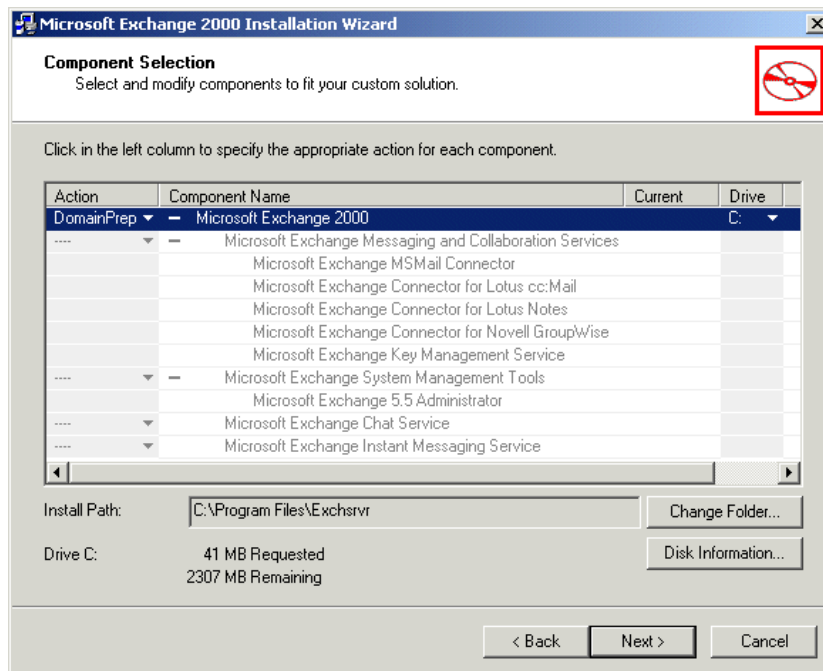 Microsoft Exchange 2000 Installation Wizard
Component Selection
Select and modify components to fit your custom solution.
Click in the left column to specify the appropriate action for each component.
Action Component Name Current Drive
DomainPrep Microsoft Exchange 2000 C:
---- Microsoft Exchange Messaging and Collaboration Services
Microsoft Exchange MSMail Connector
Microsoft Exchange Connector for Lotus cc:Mail
Microsoft Exchange Connector for Lotus Notes
Microsoft Exchange Connector for Novell GroupWise
Microsoft Exchange Key Management Service
---- Microsoft Exchange System Management Tools
Microsoft Exchange 5.5 Administrator
---- Microsoft Exchange Chat Service
---- Microsoft Exchange Instant Messaging Service
Install Path: C:\Program Files\Exchsrvr Change Folder...
Drive C: 41 MB Requested Disk Information...
2307 MB Remaining
< Back Next > Cancel